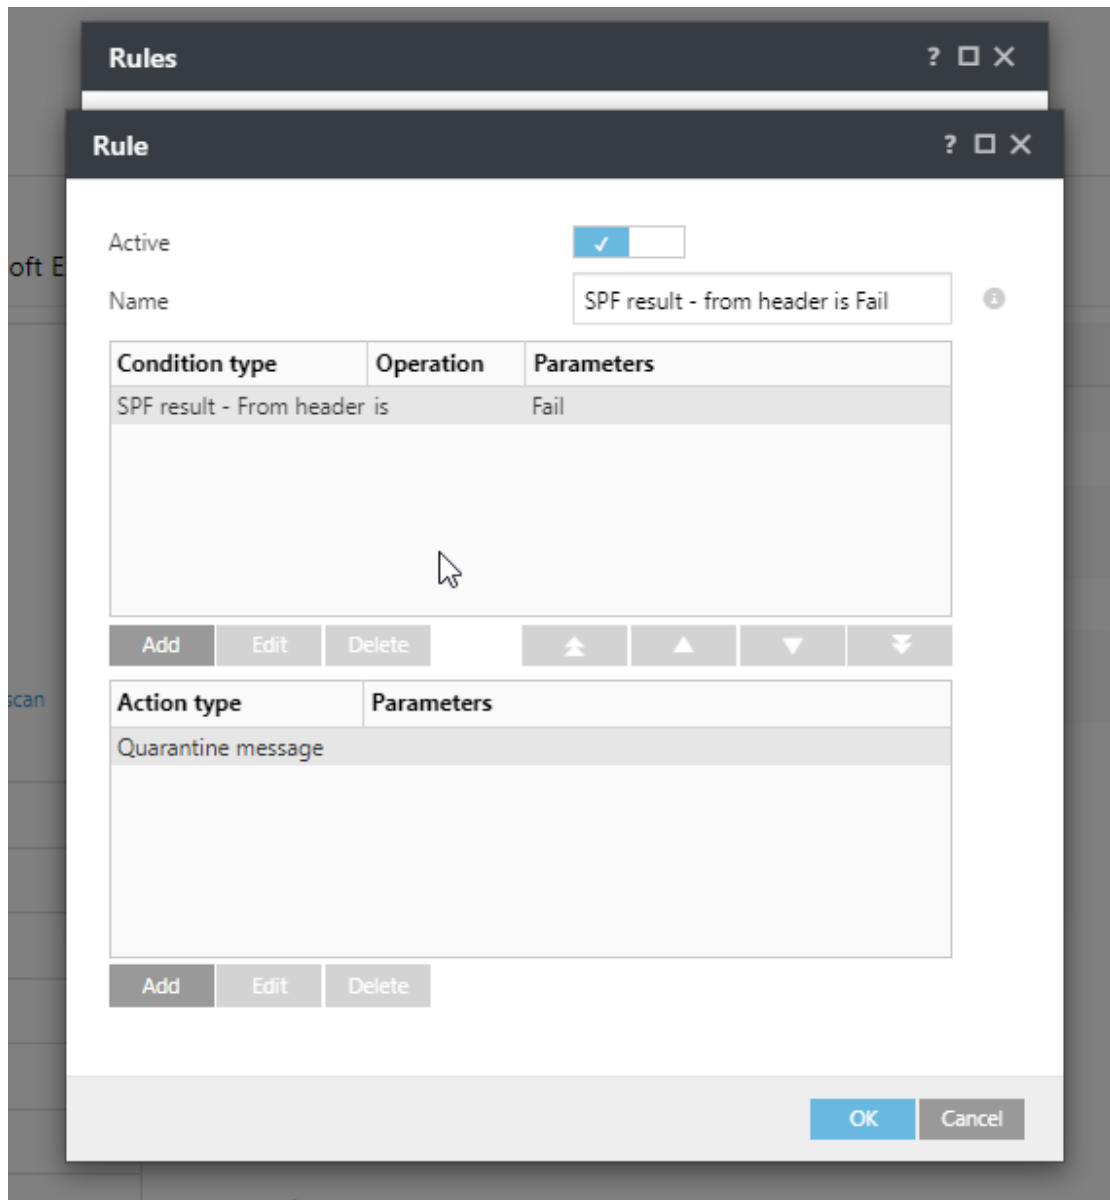 Rules
?
Rule
?
Active
oft E
Name
SPF result - from header is Fail
Condition type Operation Parameters
SPF result - From header is Fail
Add Edit Delete
scan
Action type Parameters
Quarantine message
Add Edit Delete
OK Cancel